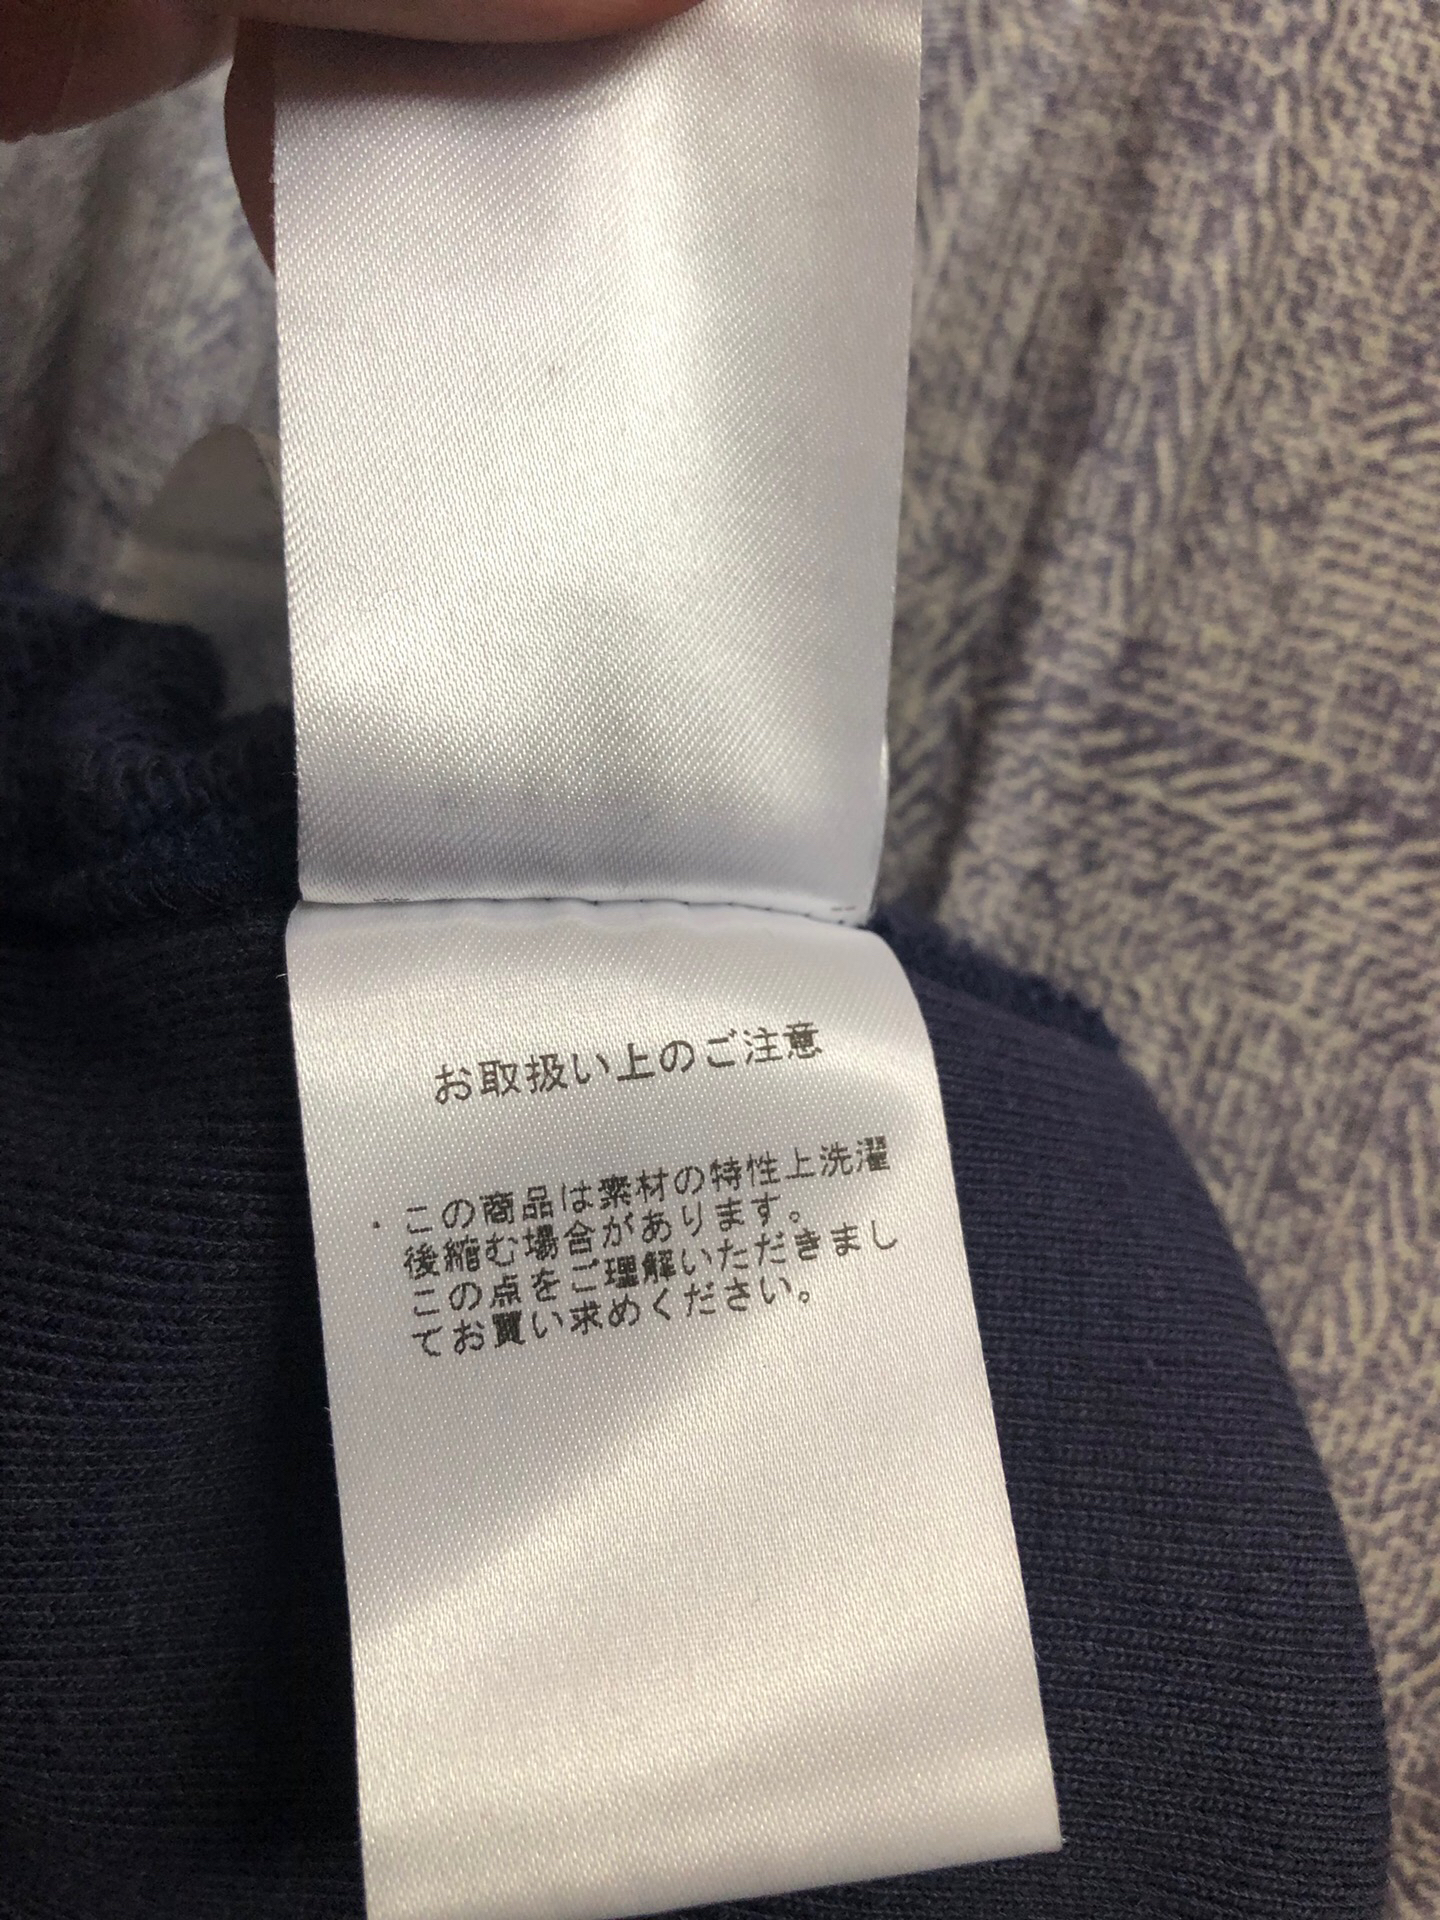 お取扱い上のご注意
・この商品は素材の特性上洗濯
後縮む場合があります。
この点をご理解いただきまし
てお買い求めください。